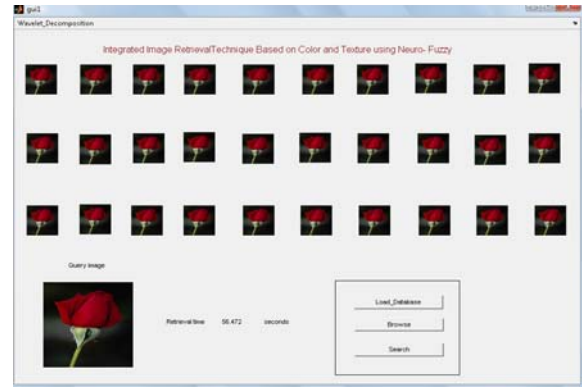 gui1
Wavelet_Decomposition
Integrated Image RetrievalTechnique Based on Color and Texture using Neuro- Fuzzy
Query image
Retrieval time 56.472 seconds
Load_Database
Browse
Search